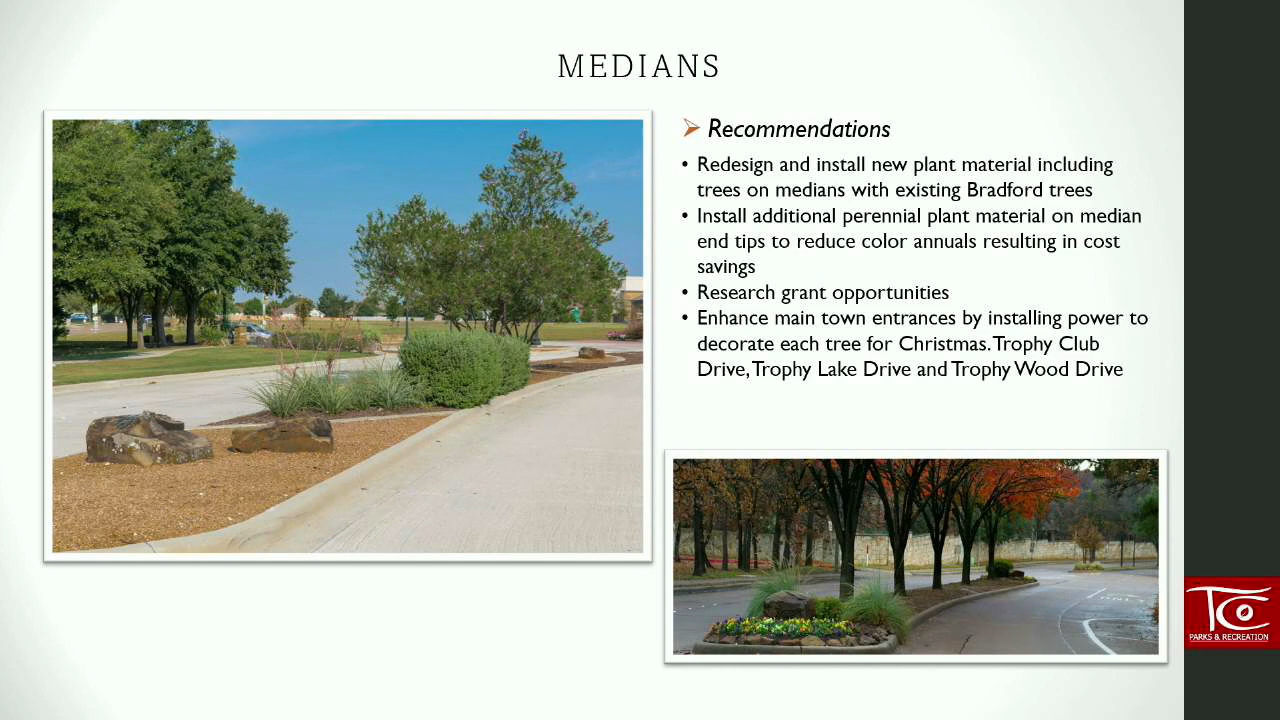 MEDIANS
➢ Recommendations
• Redesign and install new plant material including
trees on medians with existing Bradford trees
• Install additional perennial plant material on median
end tips to reduce color annuals resulting in cost
savings
• Research grant opportunities
• Enhance main town entrances by installing power to
decorate each tree for Christmas. Trophy Club
Drive, Trophy Lake Drive and Trophy Wood Drive
TCO
PARKS & RECREATION